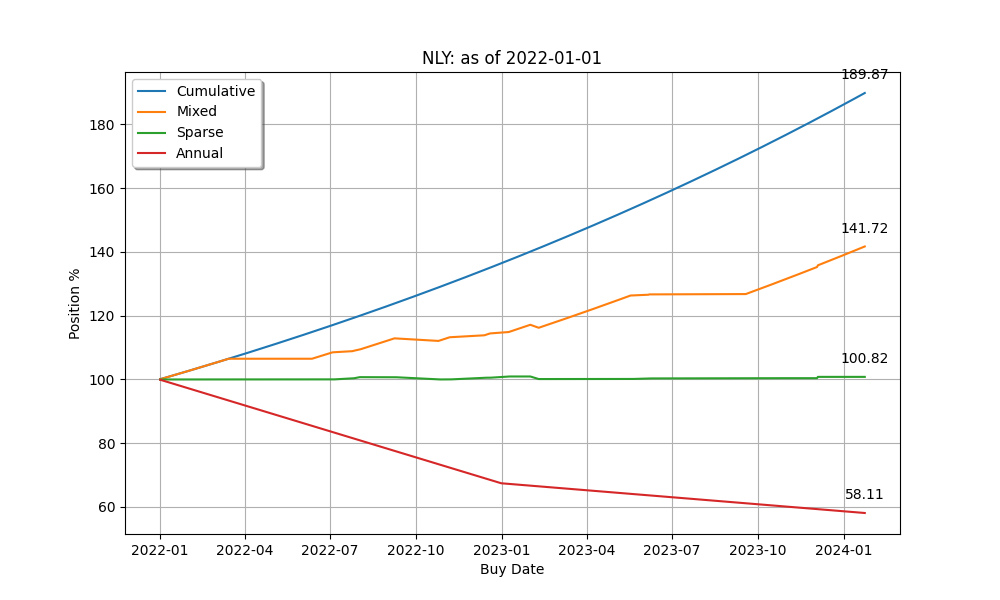 NLY: as of 2022-01-01
189.87
Cumulative
Mixed
Sparse
Annual
180
160
141.72
140
120
100.82
100
80
58.11
60
Position %
2022-01 2022-04 2022-07 2022-10 2023-01 2023-04 2023-07 2023-10 2024-01
Buy Date